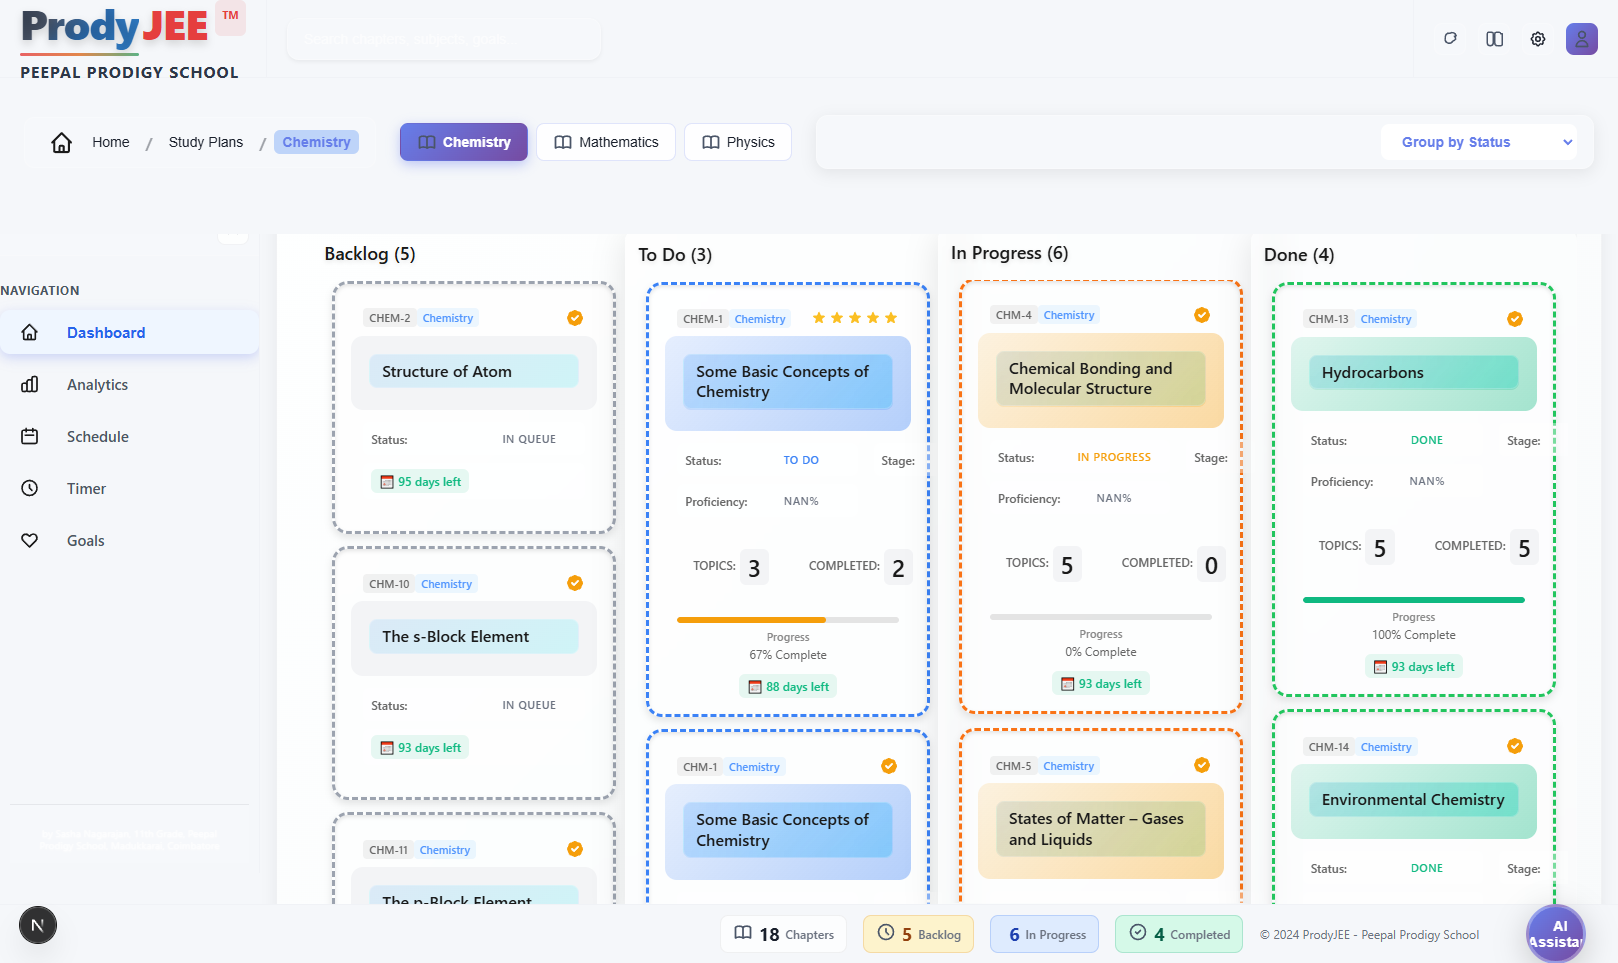 ProdyJEE TM
PEEPAL PRODIGY SCHOOL
Home / Study Plans / Chemistry
Chemistry
Mathematics
Physics
Group by Status
NAVIGATION
Dashboard
Analytics
Schedule
Timer
Goals
Backlog (5)
CHEM-2 Chemistry
Structure of Atom
Status: IN QUEUE
95 days left
CHM-10 Chemistry
The s-Block Element
Status: IN QUEUE
93 days left
CHM-11 Chemistry
The p-Block Element
To Do (3)
CHEM-1 Chemistry
Some Basic Concepts of
Chemistry
Status: TO DO Stage:
Proficiency: NAN%
TOPICS: 3 COMPLETED: 2
Progress
67% Complete
88 days left
CHM-1 Chemistry
Some Basic Concepts of
Chemistry
In Progress (6)
CHM-4 Chemistry
Chemical Bonding and
Molecular Structure
Status: IN PROGRESS Stage:
Proficiency: NAN%
TOPICS: 5 COMPLETED: 0
Progress
0% Complete
93 days left
CHM-5 Chemistry
States of Matter – Gases
and Liquids
Done (4)
CHM-13 Chemistry
Hydrocarbons
Status: DONE Stage:
Proficiency: NAN%
TOPICS: 5 COMPLETED: 5
Progress
100% Complete
93 days left
CHM-14 Chemistry
Environmental Chemistry
Status: DONE Stage:
N
18 Chapters
5 Backlog
6 In Progress
4 Completed
© 2024 ProdyJEE - Peepal Prodigy School
AI
Assistan